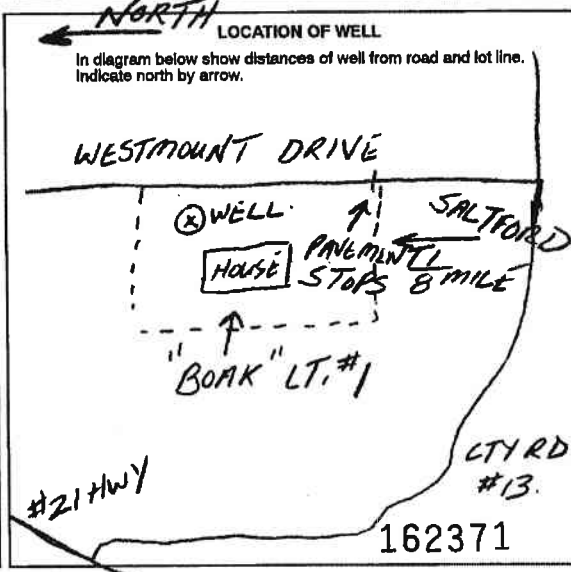 NORTH
LOCATION OF WELL
In diagram below show distances of well from road and lot line.
Indicate north by arrow.
WESTMOUNT DRIVE
X WELL.
HOUSE
PAVEMENT
STOPS
SALTFORD
1/8 MILE
"BOAK" LT. #1
#21 HWY
CTY RD
#13.
162371